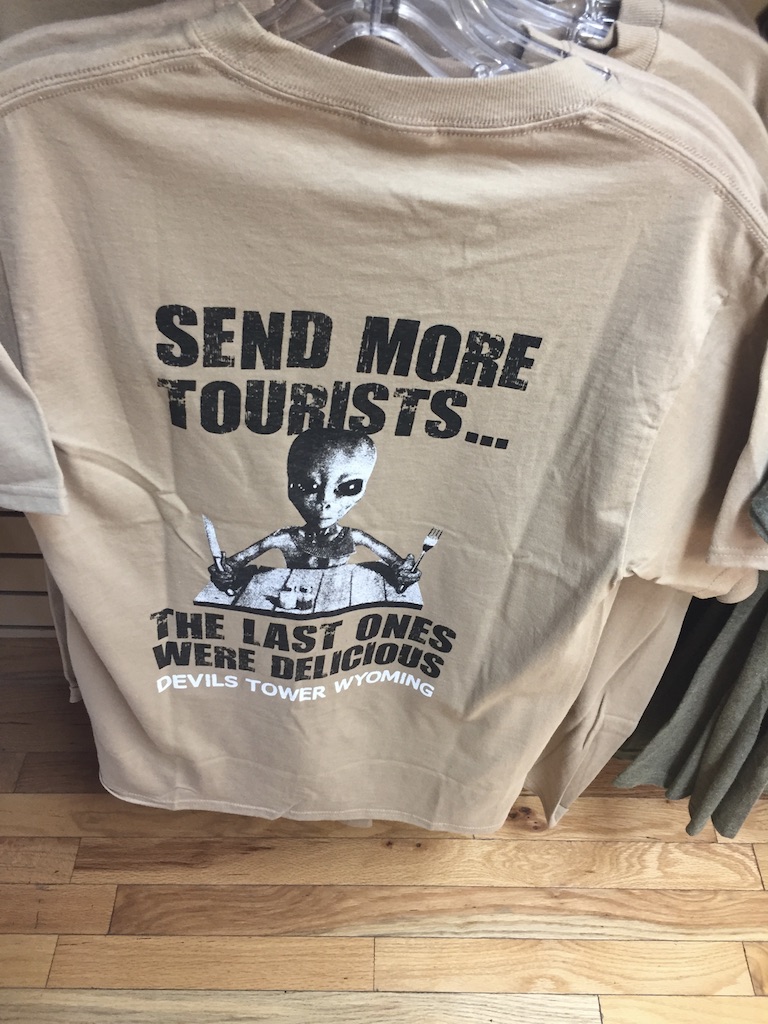 SEND MORE
TOURISTS...
THE LAST ONES
WERE DELICIOUS
DEVILS TOWER WYOMING